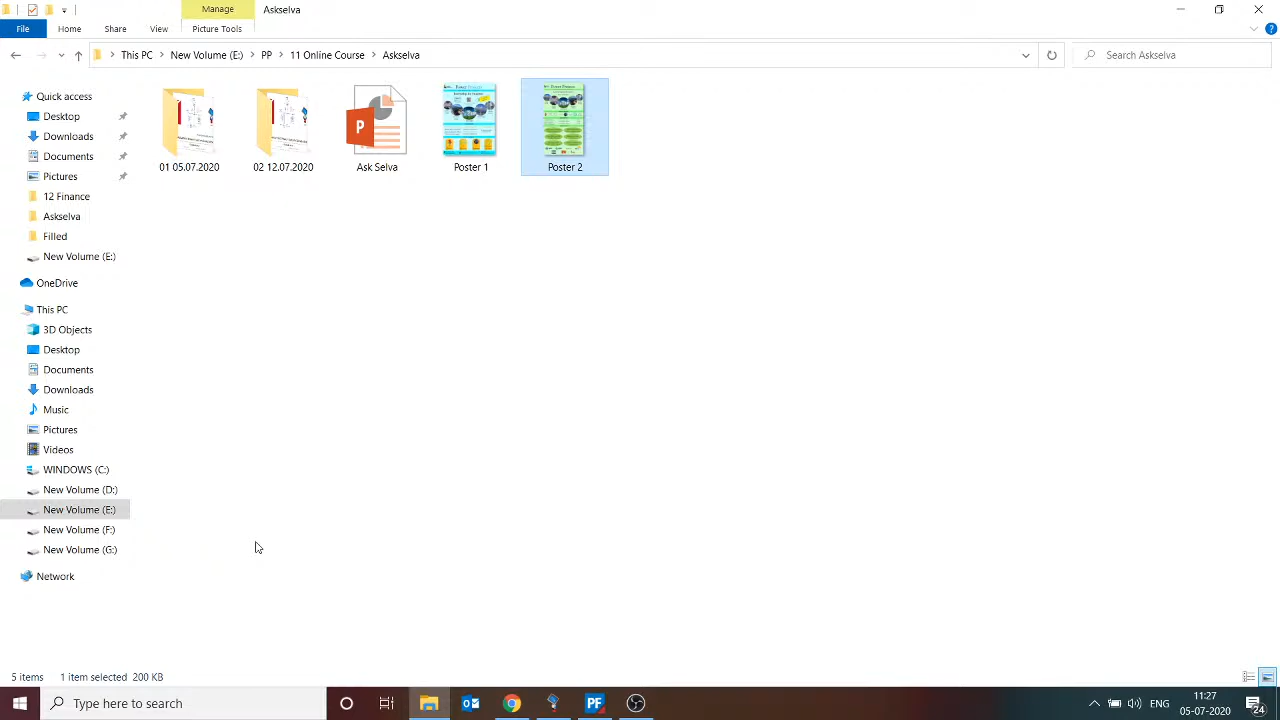 Manage
Askselva
File
Home
Share
View
Picture Tools
This PC
New Volume (E:)
PP
11 Online Course
Askselva
Search Askselva
Quick access
Desktop
Downloads
Documents
Pictures
12 Finance
Askselva
Filled
New Volume (E:)
OneDrive
This PC
3D Objects
Desktop
Documents
Downloads
Music
Pictures
Videos
WINDOWS (C:)
New Volume (D:)
New Volume (E:)
New Volume (F:)
New Volume (G:)
Network
01 05.07.2020
02 12.07.2020
Ask Selva
Poster 1
Poster 2
5 items
1 item selected 200 KB
Type here to search
ENG
11:27
05-07-2020
24